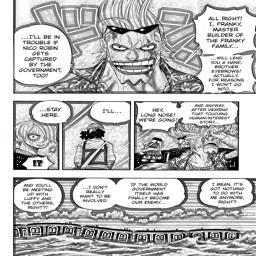 ALL RIGHT!
I, FRANKY,
MASTER
BUILDER OF
THE FRANKY
FAMILY...
...WILL LEND
YOU A HAND,
BROTHER
EYEBROWS!
ACTUALLY,
FOR REASONS
I WON'T GO
INTO...
...I'LL BE
IN TROUBLE IF
NICO ROBIN
GETS
CAPTURED
BY THE
GOVERNMENT,
TOO!
AND ANYWAY,
AFTER HEARING
THAT TOUCHING
HUMAN-INTEREST
STORY...
HEY,
LONG NOSE!
WE'RE GOING!
I'LL...
...STAY
HERE.
I MEAN, IT'S
GOT NOTHING
TO DO WITH
ME ANYMORE,
RIGHT?!
IF THE WORLD
GOVERNMENT
ITSELF HAS
FINALLY BECOME
OUR ENEMY...
...I DON'T
REALLY
WANT TO
BE INVOLVED.
AND YOU'LL BE
MEETING UP
WITH
LUFFY AND
THE OTHERS,
RIGHT?!